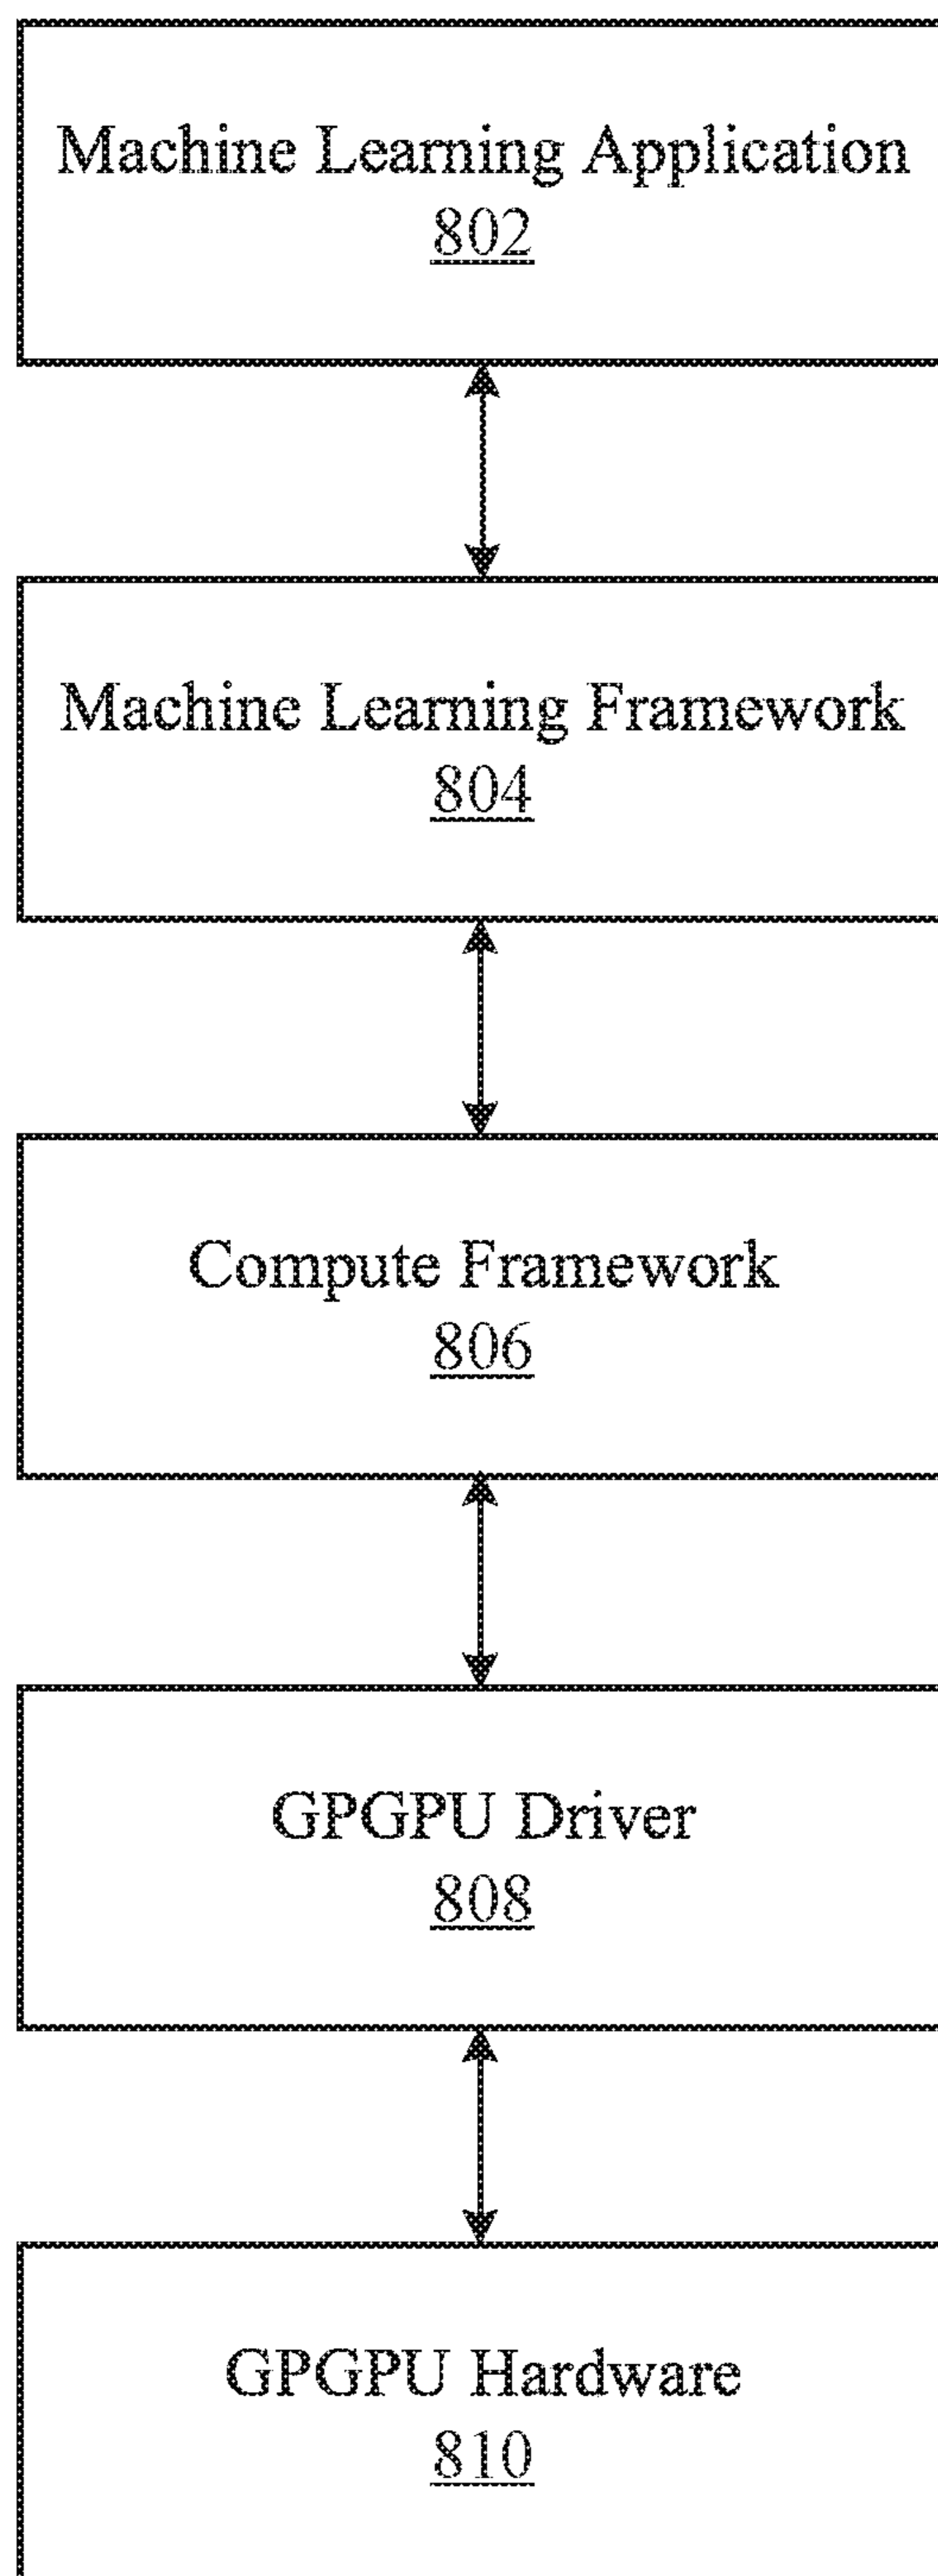 Machine Learning Application
802
Machine Learning Framework
804
Compute Framework
806
GPGPU Driver
808
GPGPU Hardware
810